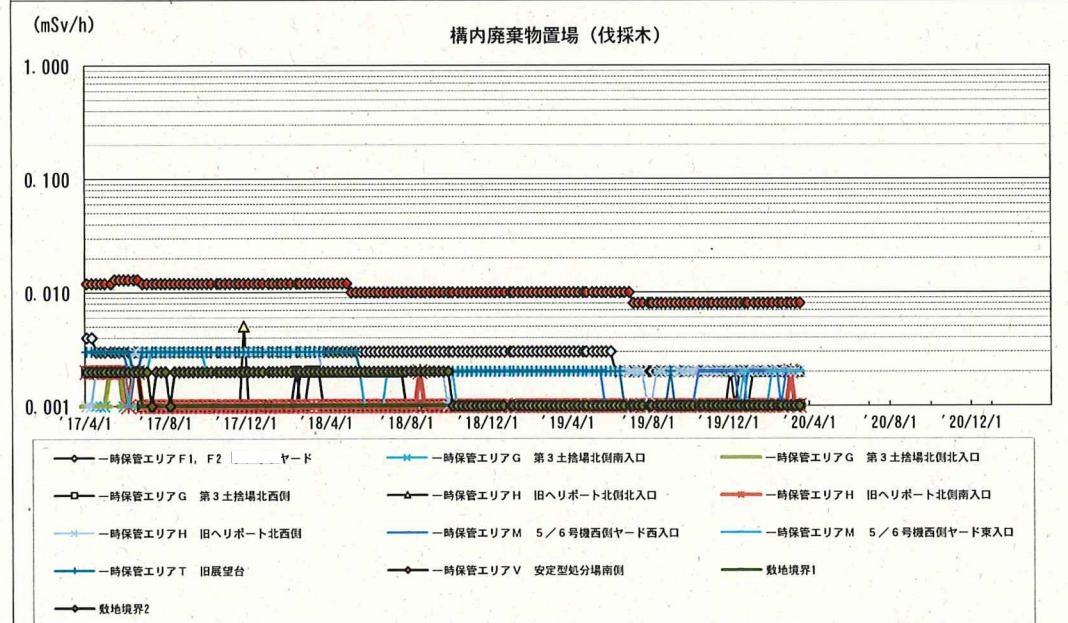 (mSv/h)
構内廃棄物置場（伐採木）
1.000
0.100
0.010
0.001
'17/4/1 '17/8/1 '17/12/1 '18/4/1 '18/8/1 '18/12/1 '19/4/1 '19/8/1 '19/12/1 '20/4/1 '20/8/1 '20/12/1
一時保管エリアF1, F2 ヤード 一時保管エリアG 第3土捨場北側南入口 一時保管エリアG 第3土捨場北側北入口
一時保管エリアG 第3土捨場北西側 一時保管エリアH 旧ヘリポート北側北入口 一時保管エリアH 旧ヘリポート北側南入口
一時保管エリアH 旧ヘリポート北西側 一時保管エリアM 5／6号機西側ヤード西入口 一時保管エリアM 5／6号機西側ヤード東入口
一時保管エリアT 旧展望台 一時保管エリアV 安定型処分場南側 敷地境界1
敷地境界2